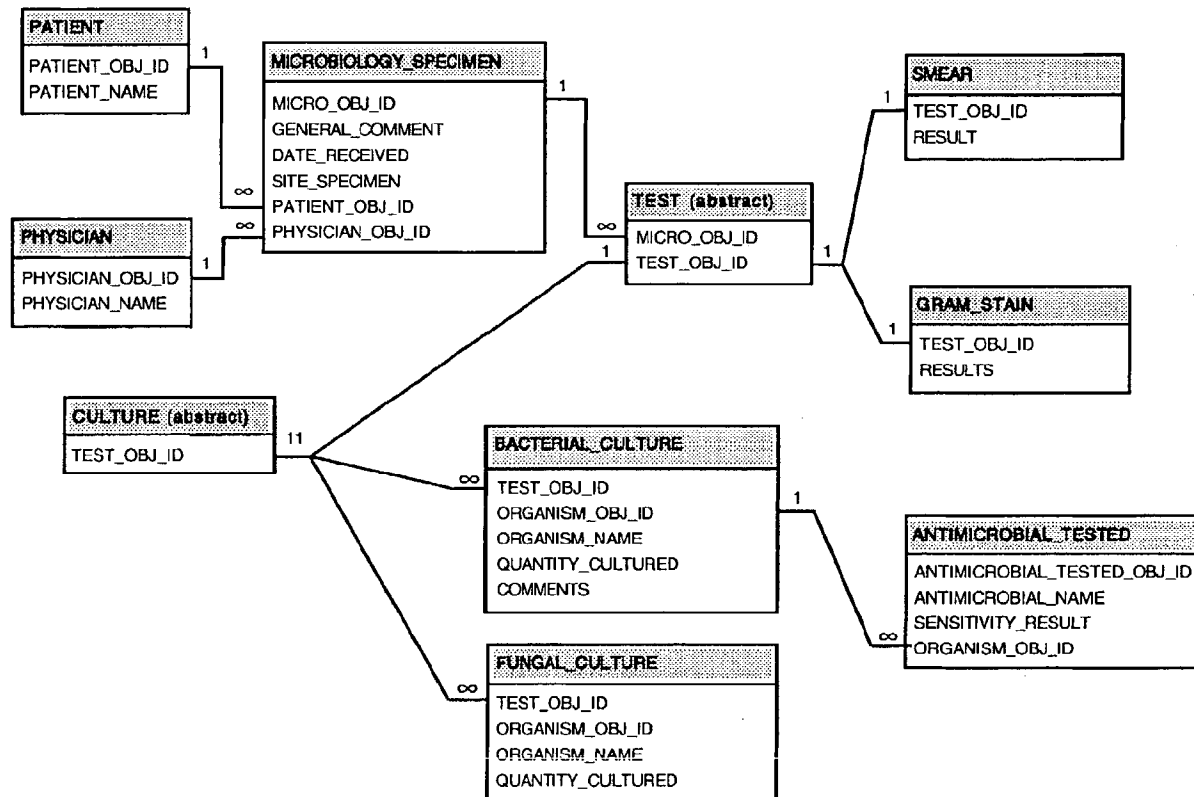 PATIENT
PATIENT_OBJ_ID
PATIENT_NAME
1
MICROBIOLOGY_SPECIMEN
MICRO_OBJ_ID
GENERAL_COMMENT
DATE_RECEIVED
SITE_SPECIMEN
PATIENT_OBJ_ID
PHYSICIAN_OBJ_ID
1
∞
∞
PHYSICIAN
PHYSICIAN_OBJ_ID
PHYSICIAN_NAME
1
TEST (abstract)
MICRO_OBJ_ID
TEST_OBJ_ID
∞
1
1
SMEAR
TEST_OBJ_ID
RESULT
1
GRAM_STAIN
TEST_OBJ_ID
RESULTS
1
CULTURE (abstract)
TEST_OBJ_ID
11
BACTERIAL_CULTURE
TEST_OBJ_ID
ORGANISM_OBJ_ID
ORGANISM_NAME
QUANTITY_CULTURED
COMMENTS
∞
1
ANTIMICROBIAL_TESTED
ANTIMICROBIAL_TESTED_OBJ_ID
ANTIMICROBIAL_NAME
SENSITIVITY_RESULT
ORGANISM_OBJ_ID
∞
FUNGAL_CULTURE
TEST_OBJ_ID
ORGANISM_OBJ_ID
ORGANISM_NAME
QUANTITY_CULTURED
∞